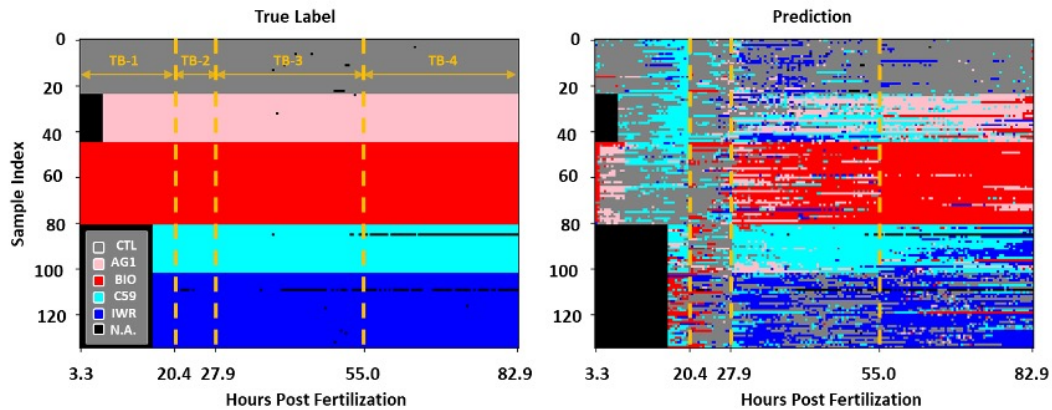 True Label
Prediction
0
20
40
60
80
100
120
Sample Index
TB-1
TB-2
TB-3
TB-4
CTL
AG1
BIO
C59
IWR
N.A.
3.3
20.4
27.9
55.0
82.9
Hours Post Fertilization
0
20
40
60
80
100
120
3.3
20.4
27.9
55.0
82.9
Hours Post Fertilization